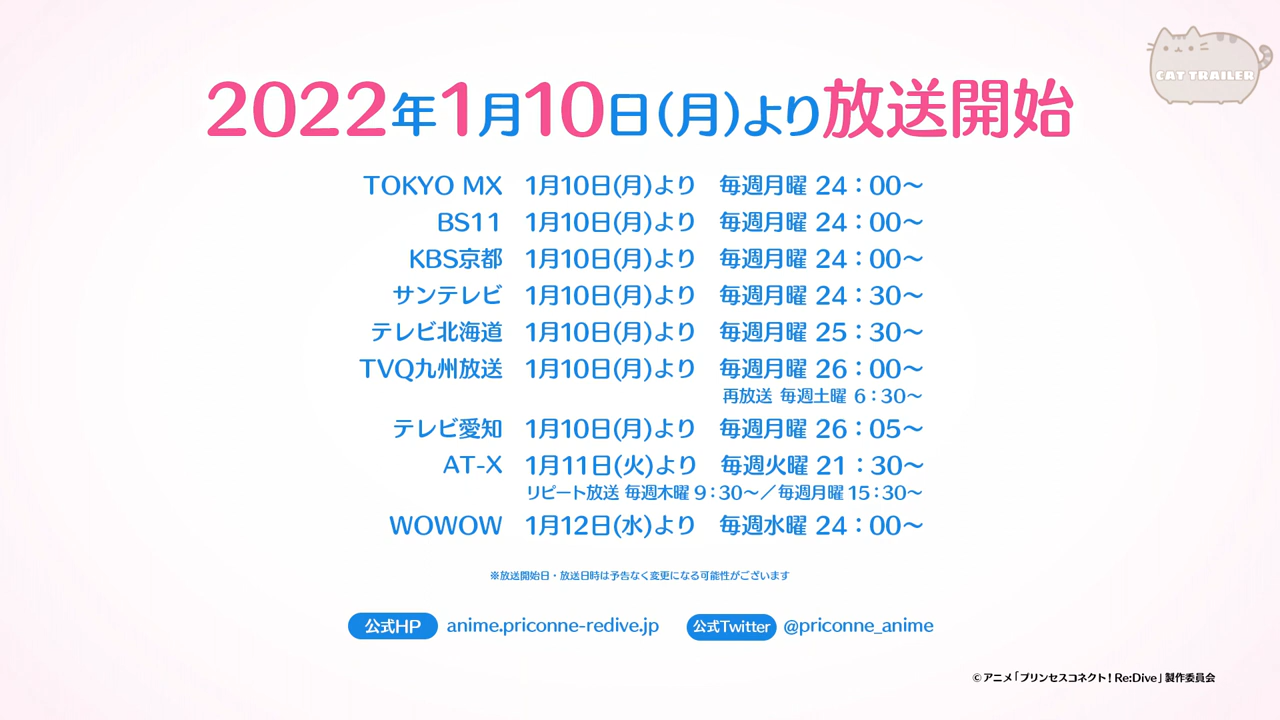 CAT TRAILER
2022年1月10日(月)より放送開始
TOKYO MX 1月10日(月)より 毎週月曜 24：00～
BS11 1月10日(月)より 毎週月曜 24：00～
KBS京都 1月10日(月)より 毎週月曜 24：00～
サンテレビ 1月10日(月)より 毎週月曜 24：30～
テレビ北海道 1月10日(月)より 毎週月曜 25：30～
TVQ九州放送 1月10日(月)より 毎週月曜 26：00～
再放送 毎週土曜 6：30～
テレビ愛知 1月10日(月)より 毎週月曜 26：05～
AT-X 1月11日(火)より 毎週火曜 21：30～
リピート放送 毎週木曜 9：30～／毎週月曜 15：30～
WOWOW 1月12日(水)より 毎週水曜 24：00～
※放送開始日・放送日時は予告なく変更になる可能性がございます
公式HP anime.priconne-redive.jp 公式Twitter @priconne_anime
©アニメ「プリンセスコネクト！Re:Dive」製作委員会